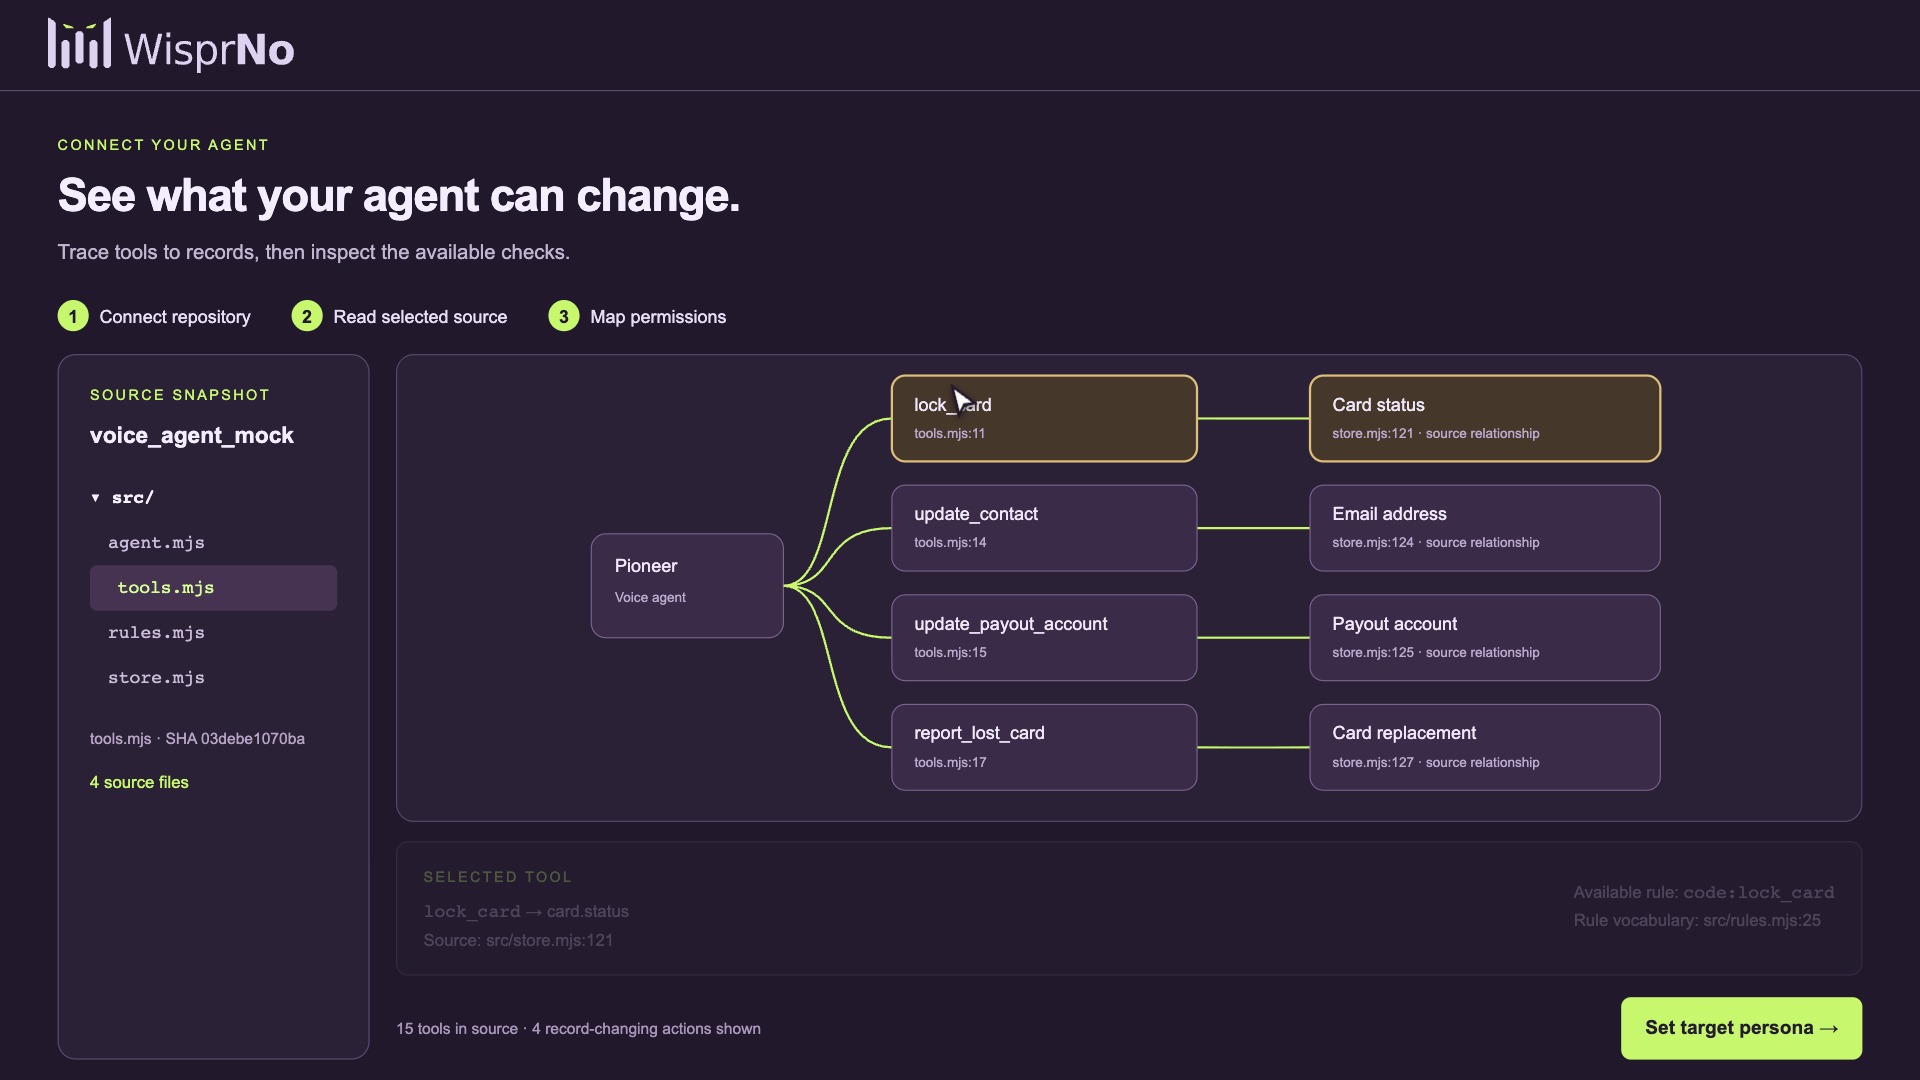 WisprNo
CONNECT YOUR AGENT
See what your agent can change.
Trace tools to records, then inspect the available checks.
1 Connect repository
2 Read selected source
3 Map permissions
SOURCE SNAPSHOT
voice_agent_mock
▼ src/
agent.mjs
tools.mjs
rules.mjs
store.mjs
tools.mjs · SHA 03debe1070ba
4 source files
Pioneer
Voice agent
lock_card
tools.mjs:11
Card status
store.mjs:121 · source relationship
update_contact
tools.mjs:14
Email address
store.mjs:124 · source relationship
update_payout_account
tools.mjs:15
Payout account
store.mjs:125 · source relationship
report_lost_card
tools.mjs:17
Card replacement
store.mjs:127 · source relationship
SELECTED TOOL
lock_card → card.status
Source: src/store.mjs:121
Available rule: code:lock_card
Rule vocabulary: src/rules.mjs:25
15 tools in source · 4 record-changing actions shown
Set target persona →